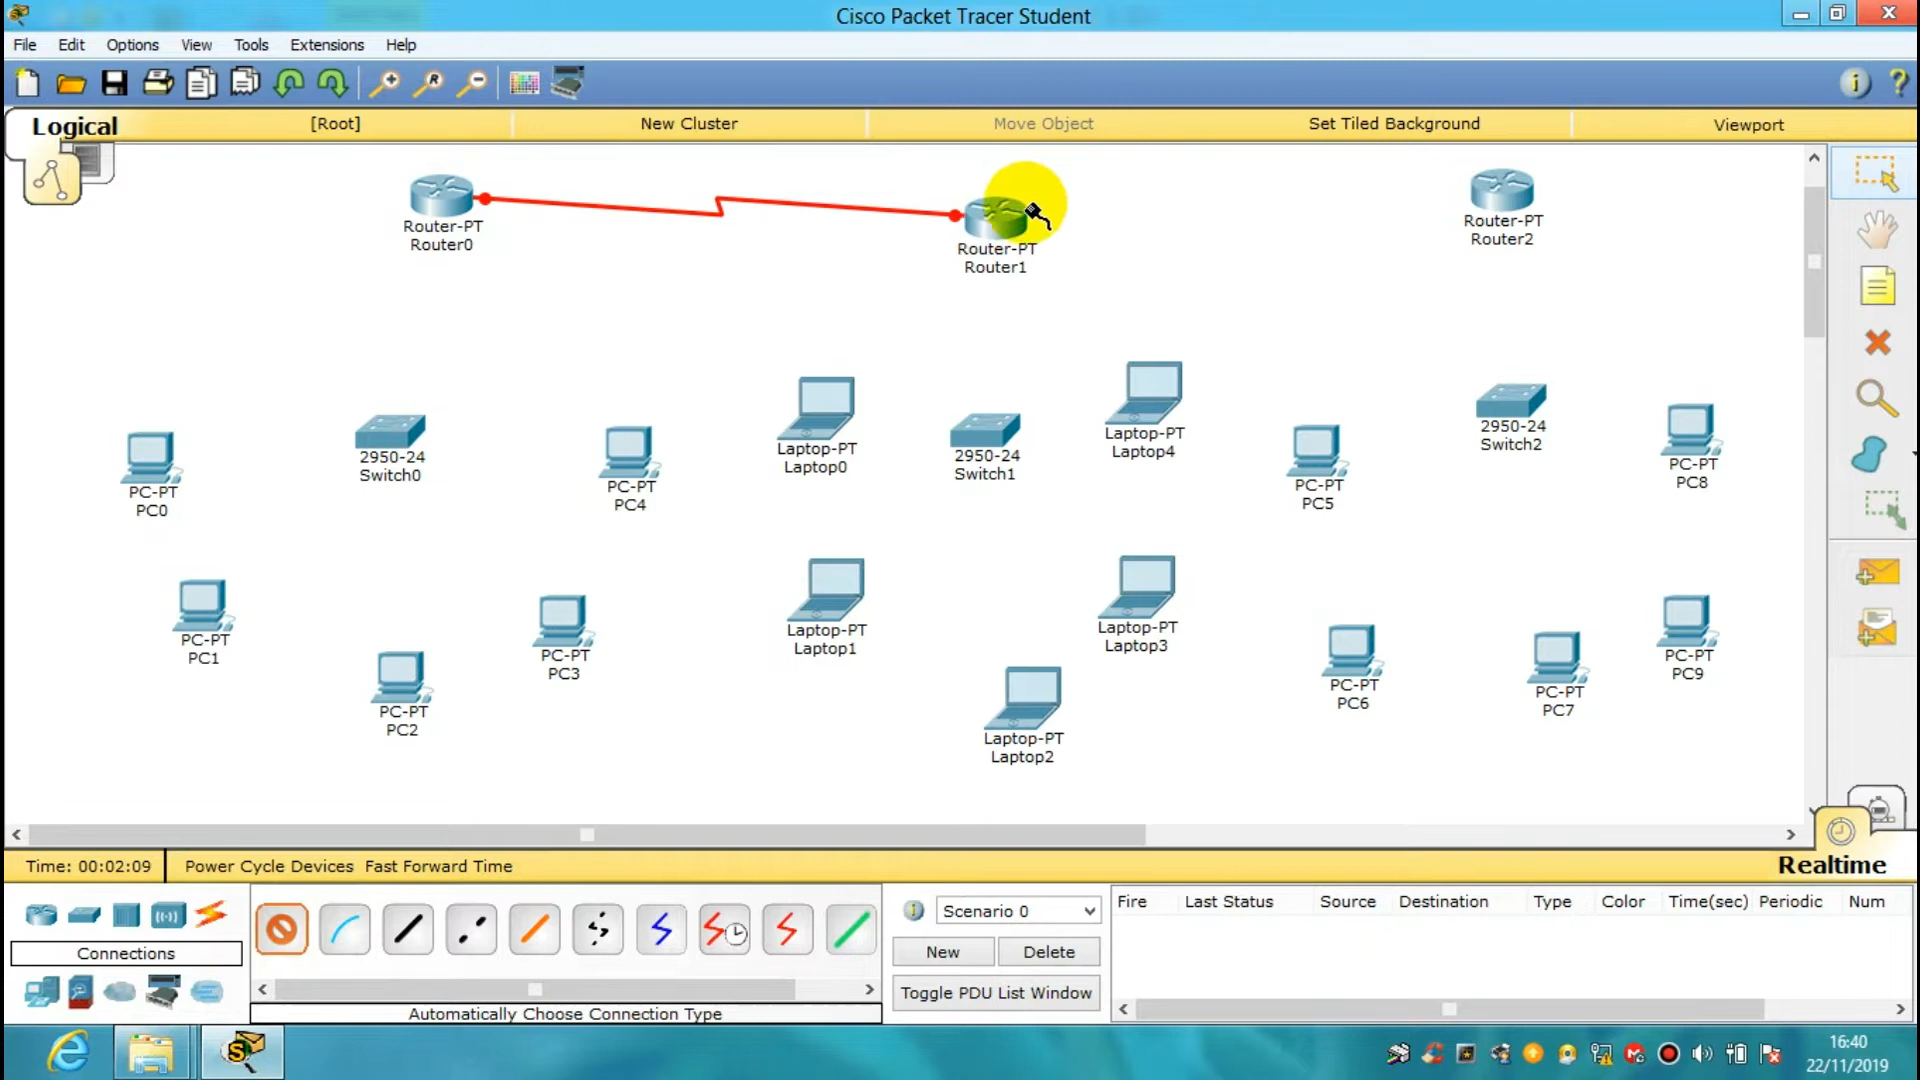 Cisco Packet Tracer Student
File Edit Options View Tools Extensions Help
Logical [Root] New Cluster Move Object Set Tiled Background Viewport
Router-PT
Router0
Router-PT
Router1
Router-PT
Router2
PC-PT
PC0
2950-24
Switch0
PC-PT
PC4
Laptop-PT
Laptop0
2950-24
Switch1
Laptop-PT
Laptop4
PC-PT
PC5
2950-24
Switch2
PC-PT
PC8
PC-PT
PC1
PC-PT
PC2
PC-PT
PC3
Laptop-PT
Laptop1
Laptop-PT
Laptop2
Laptop-PT
Laptop3
PC-PT
PC6
PC-PT
PC7
PC-PT
PC9
Time: 00:02:09 Power Cycle Devices Fast Forward Time Realtime
Connections
Automatically Choose Connection Type
Scenario 0
New Delete
Toggle PDU List Window
Fire Last Status Source Destination Type Color Time(sec) Periodic Num
16:40
22/11/2019